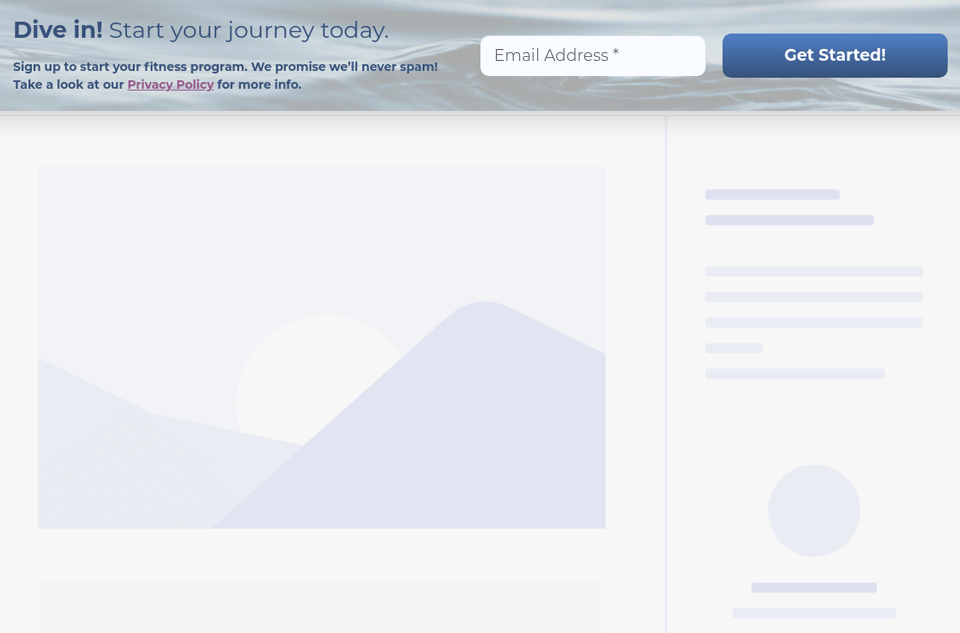 Dive in! Start your journey today.
Sign up to start your fitness program. We promise we’ll never spam!
Take a look at our Privacy Policy for more info.
Email Address *
Get Started!